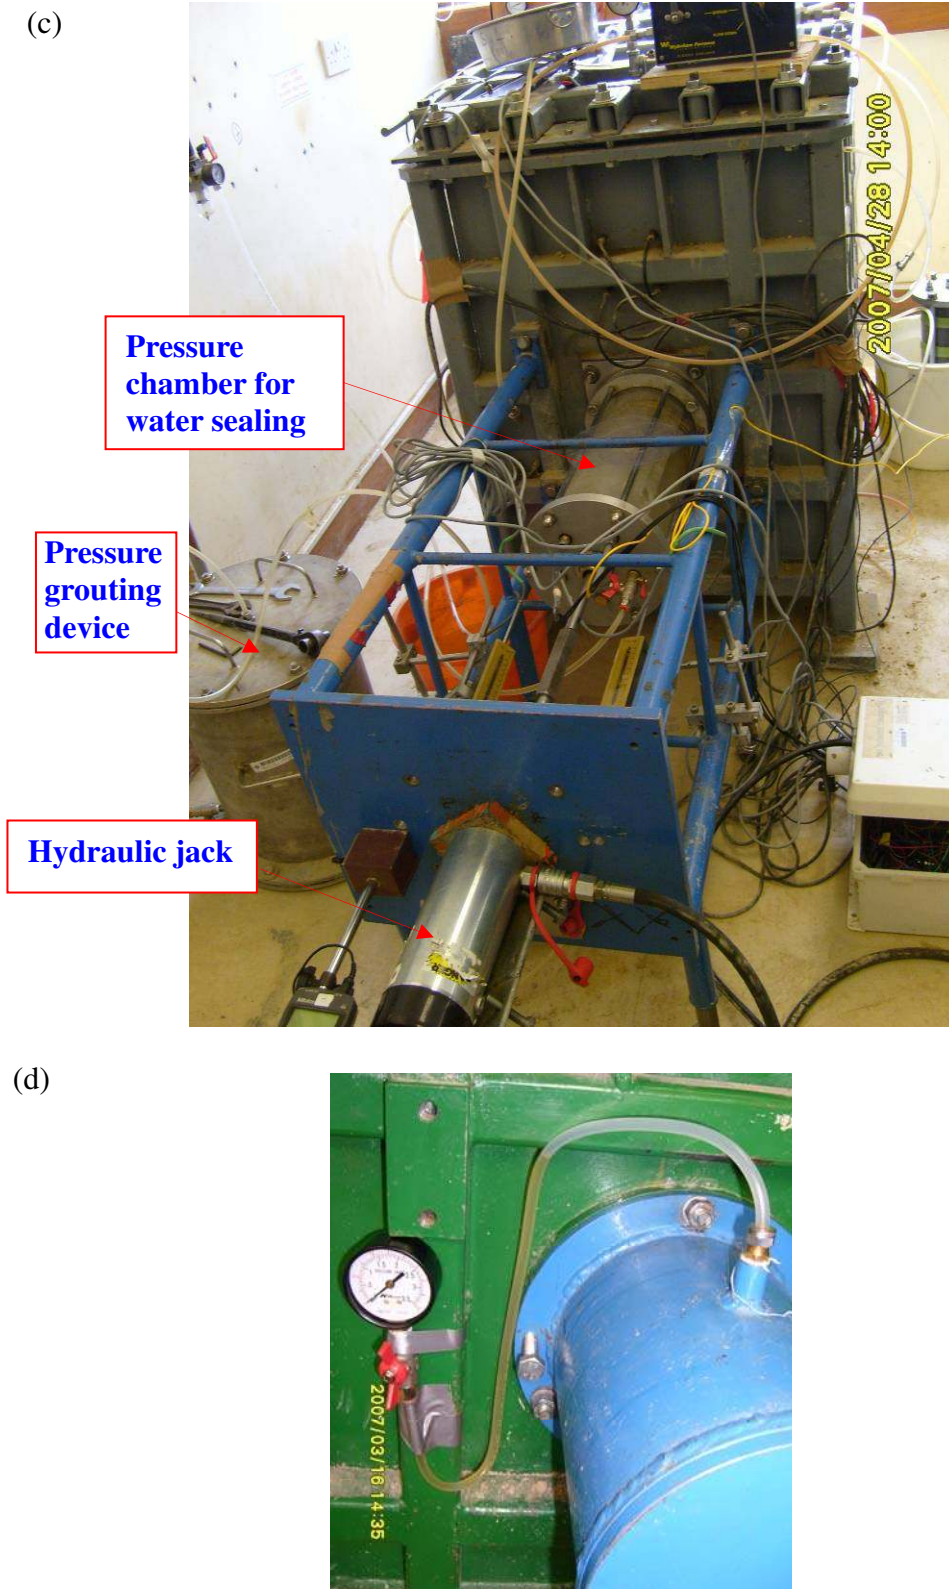 (c)
2007/04/28 14:00
Pressure
chamber for
water sealing
Pressure
grouting
device
Hydraulic jack
(d)
2007/03/16 14:35